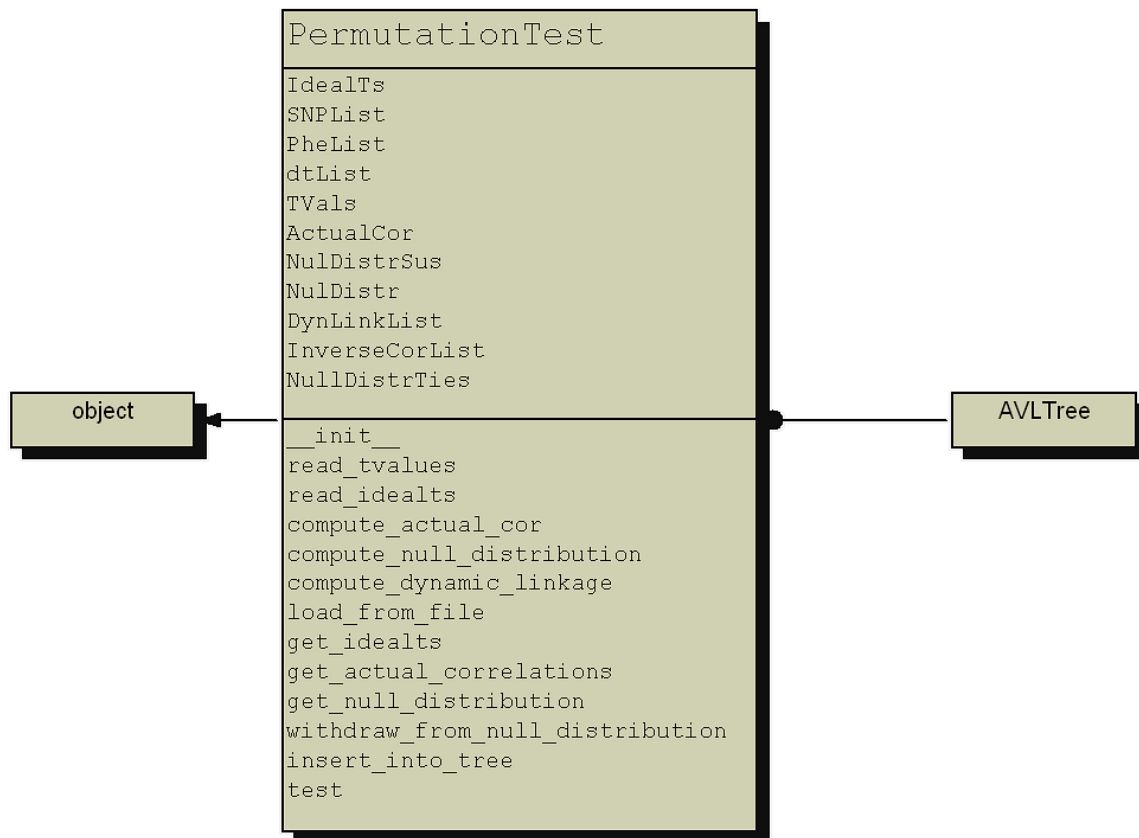 PermutationTest
IdealTs
SNPList
PheList
dtList
TVals
ActualCor
NulDistrSus
NulDistr
DynLinkList
InverseCorList
NullDistrTies
__init__
read_tvalues
read_idealts
compute_actual_cor
compute_null_distribution
compute_dynamic_linkage
load_from_file
get_idealts
get_actual_correlations
get_null_distribution
withdraw_from_null_distribution
insert_into_tree
test
object
AVLTree